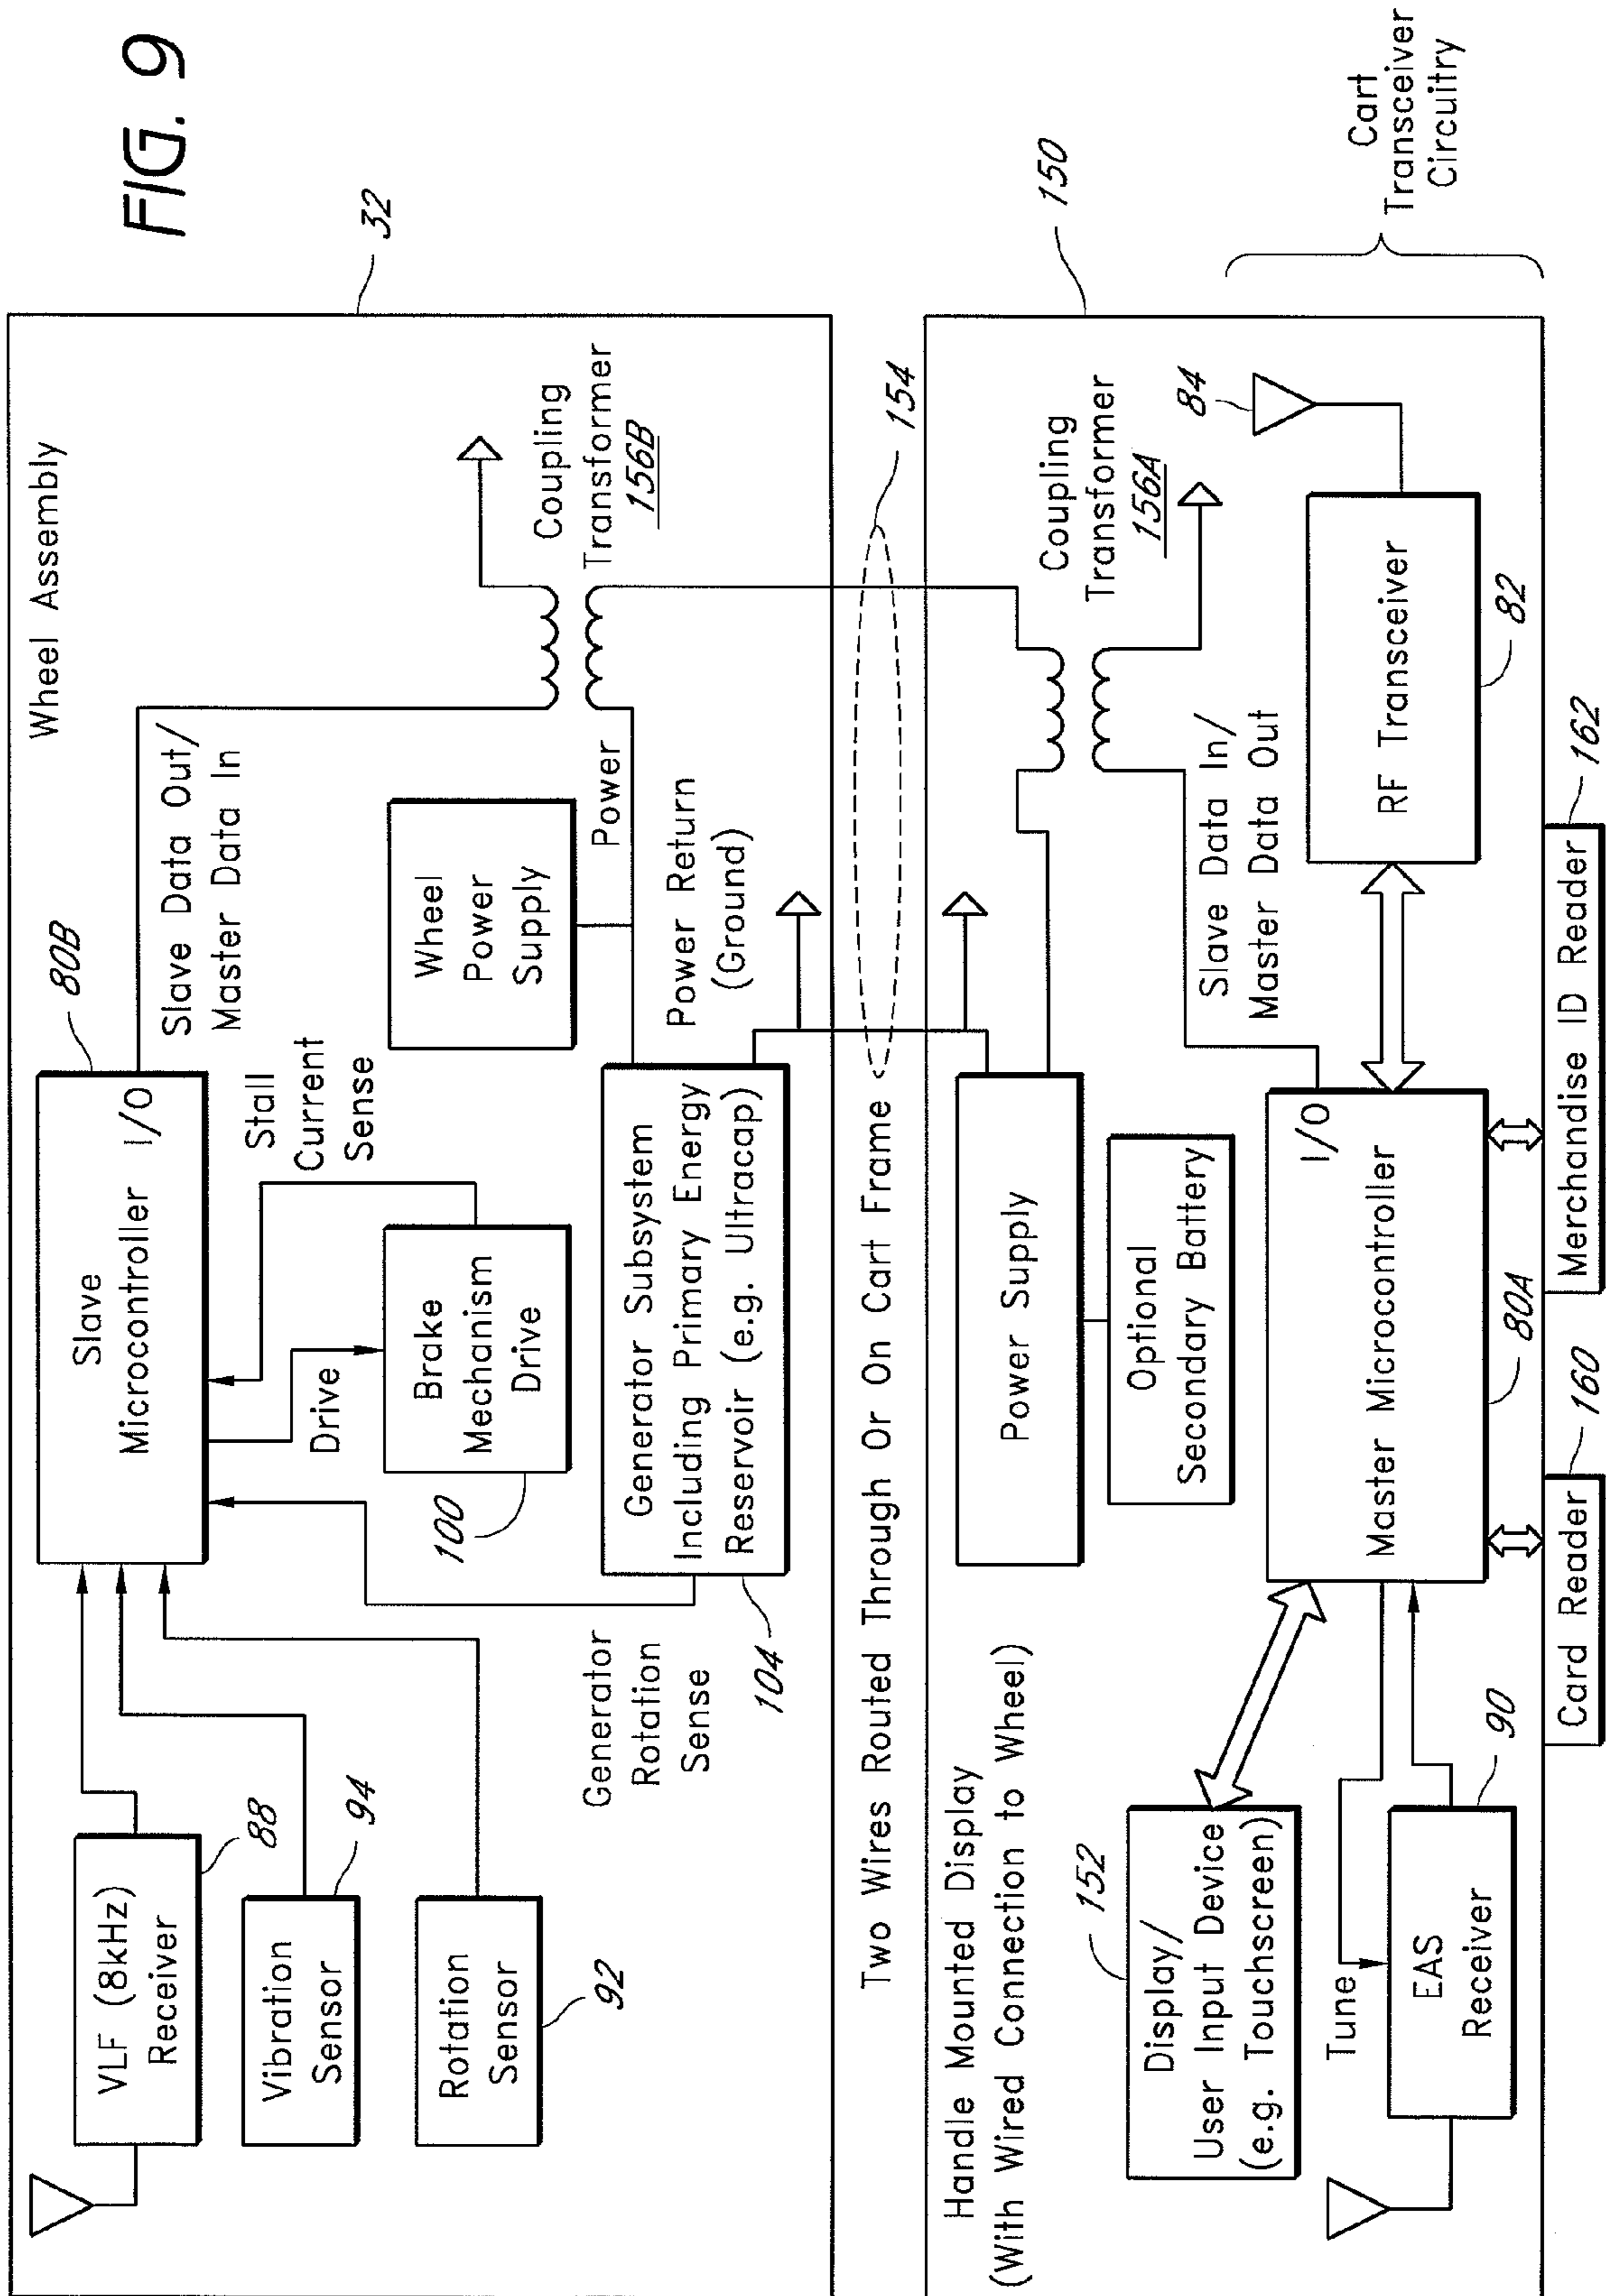 FIG. 9
Wheel Assembly
32
VLF (8kHz)
Receiver
88
Vibration
Sensor
94
Rotation
Sensor
92
Slave
Microcontroller I/O
80B
Slave Data Out/
Master Data In
Stall
Current
Sense
Drive
Brake
Mechanism
Drive
100
Generator
Rotation
Sense
Generator Subsystem
Including Primary Energy
Reservoir (e.g. Ultracap)
104
Wheel
Power
Supply
Power
Power Return
(Ground)
Coupling
Transformer
156B
Two Wires Routed Through Or On Cart Frame
154
Handle Mounted Display
(With Wired Connection to Wheel)
150
Power Supply
Optional
Secondary Battery
Coupling
Transformer
156A
Slave Data In/
Master Data Out
Display/
User Input Device
(e.g. Touchscreen)
152
Tune
EAS
Receiver
90
I/O
Master Microcontroller
80A
RF Transceiver
82
84
Cart
Transceiver
Circuitry
Card Reader
160
Merchandise ID Reader
162